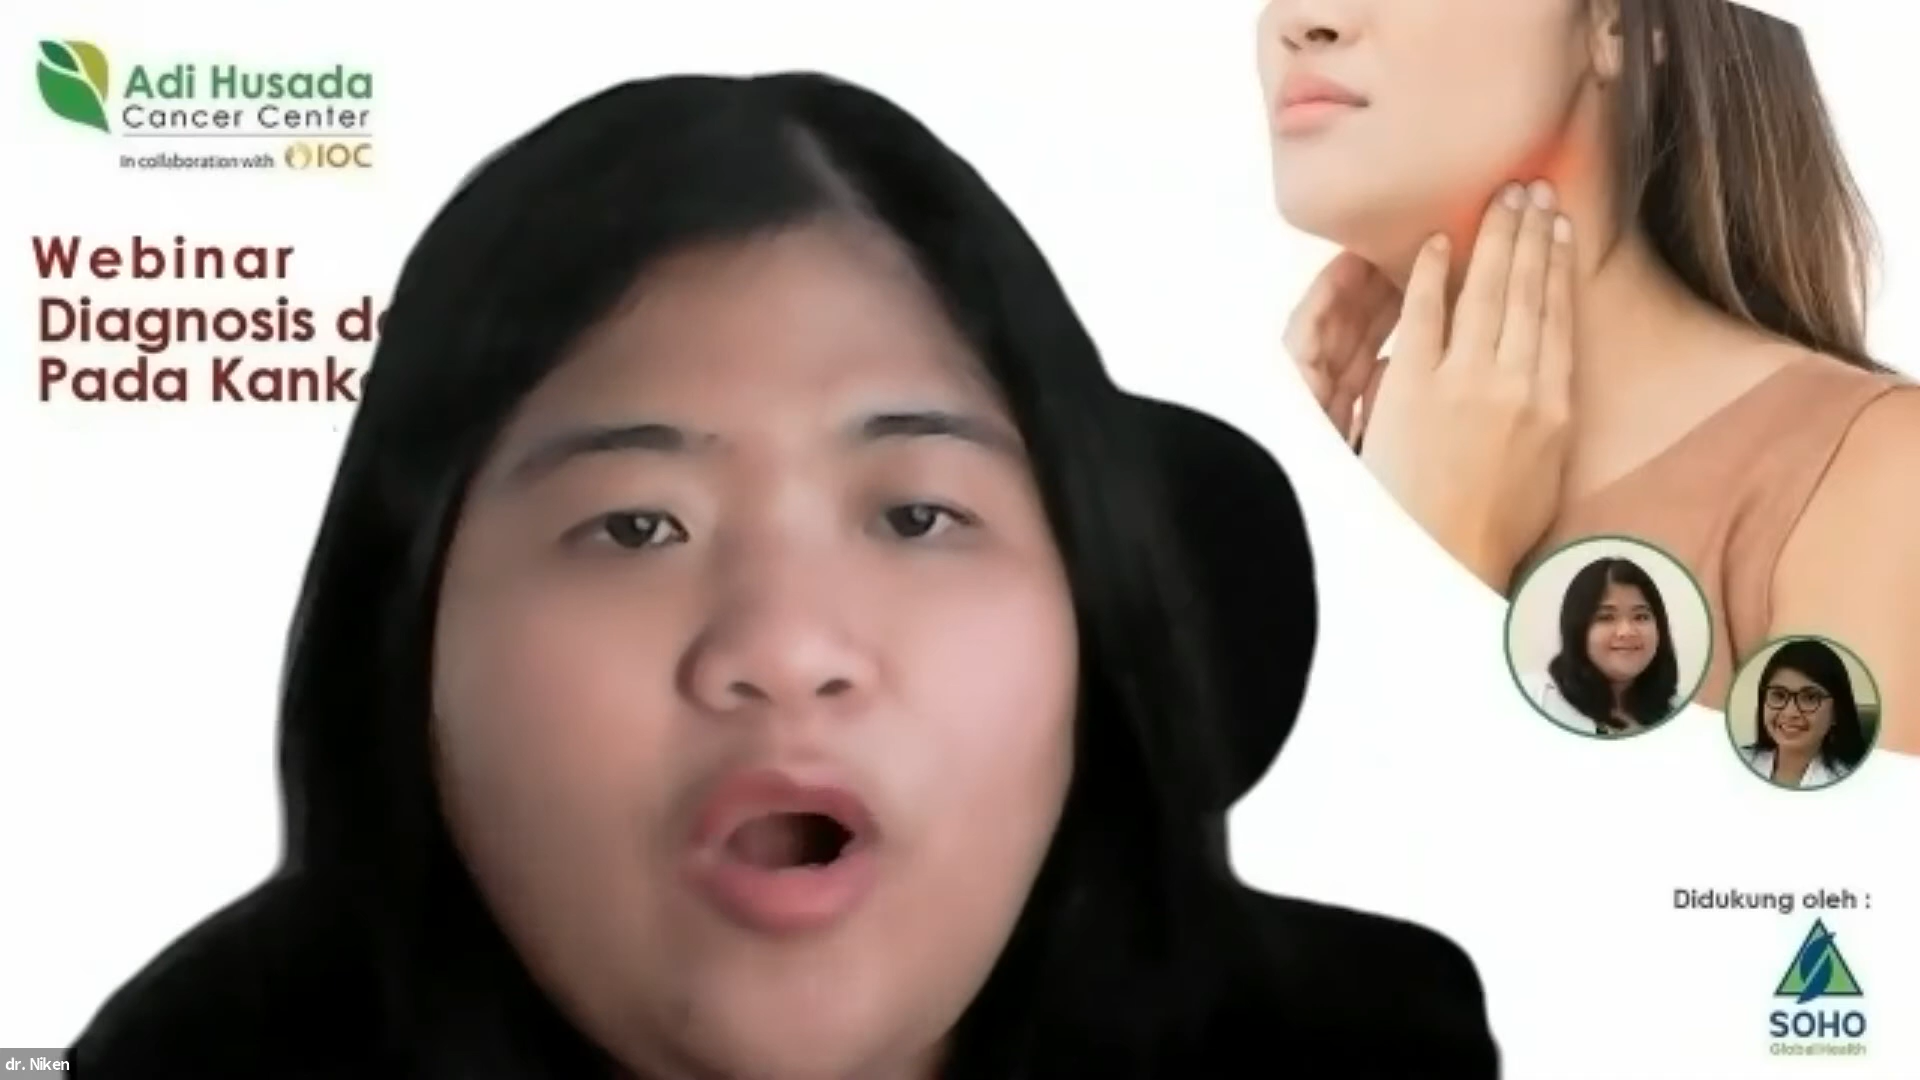 Adi Husada
Cancer Center
In collaboration with IOC
Webinar
Diagnosis da
Pada Kank
Didukung oleh :
SOHO
Global Health
dr. Niken